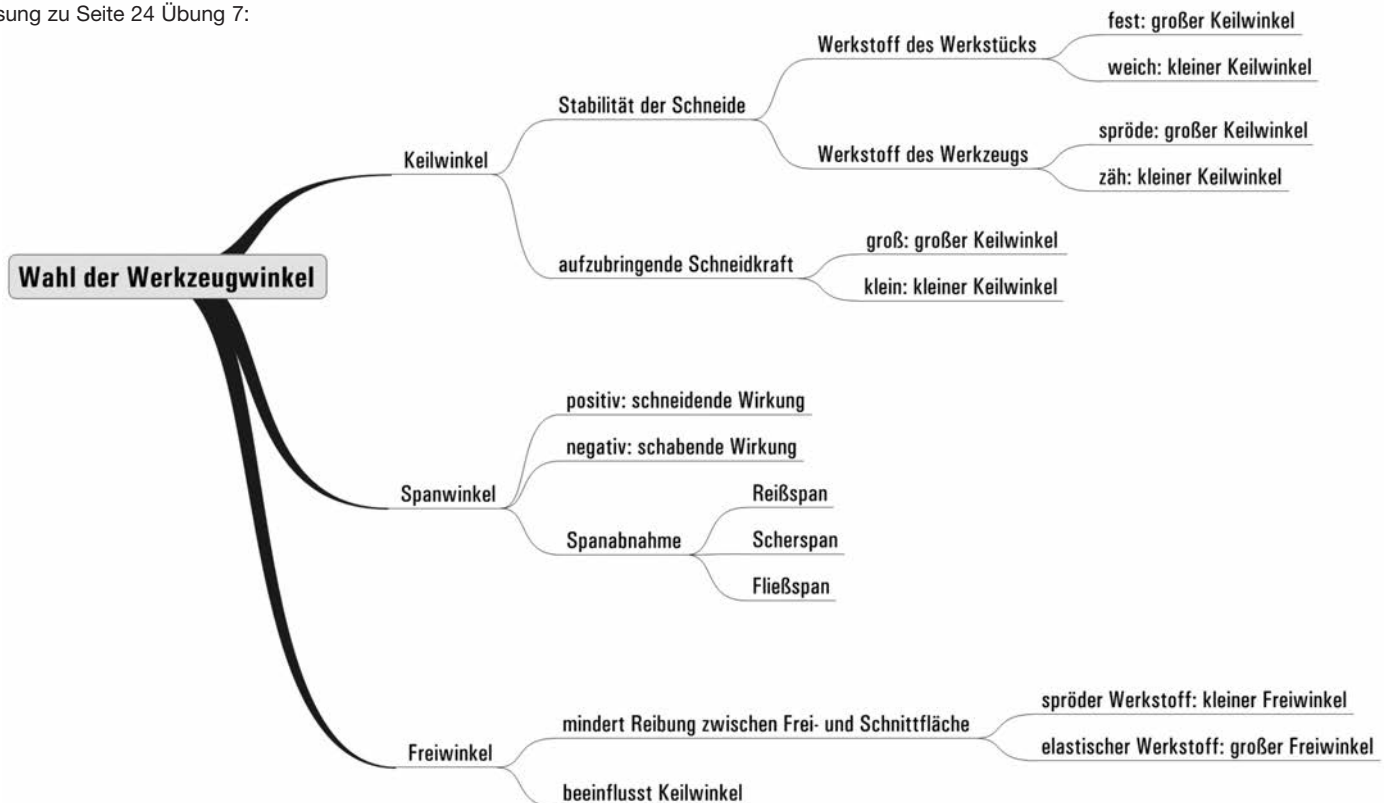 sung zu Seite 24 Übung 7:
Wahl der Werkzeugwinkel
Keilwinkel
Stabilität der Schneide
Werkstoff des Werkstücks
fest: großer Keilwinkel
weich: kleiner Keilwinkel
Werkstoff des Werkzeugs
spröde: großer Keilwinkel
zäh: kleiner Keilwinkel
aufzubringende Schneidkraft
groß: großer Keilwinkel
klein: kleiner Keilwinkel
Spanwinkel
positiv: schneidende Wirkung
negativ: schabende Wirkung
Spanabnahme
Reißspan
Scherspan
Fließspan
Freiwinkel
mindert Reibung zwischen Frei- und Schnittfläche
spröder Werkstoff: kleiner Freiwinkel
elastischer Werkstoff: großer Freiwinkel
beeinflusst Keilwinkel